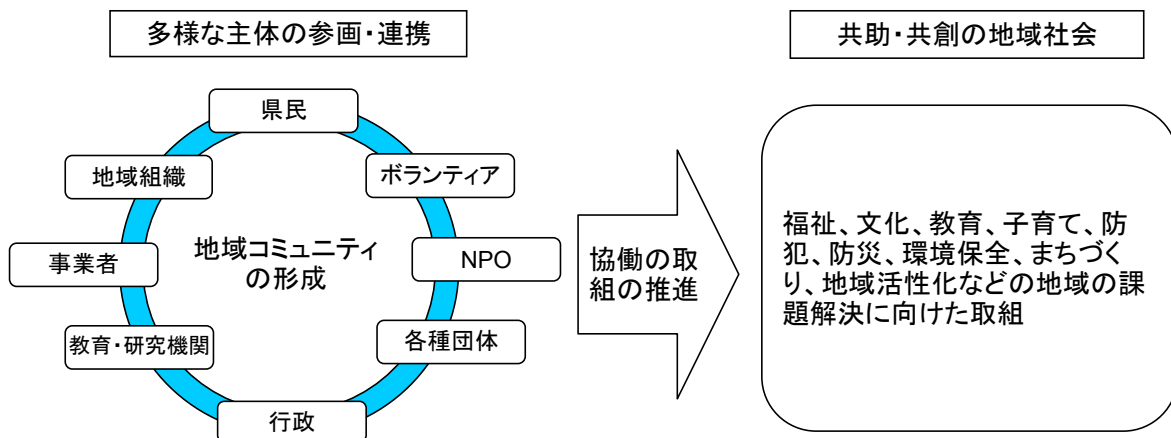 多様な主体の参画・連携
共助・共創の地域社会
県民
地域組織
ボランティア
事業者
地域コミュニティ
の形成
NPO
教育・研究機関
各種団体
行政
協働の取
組の推進
福祉、文化、教育、子育て、防
犯、防災、環境保全、まちづく
り、地域活性化などの地域の課
題解決に向けた取組